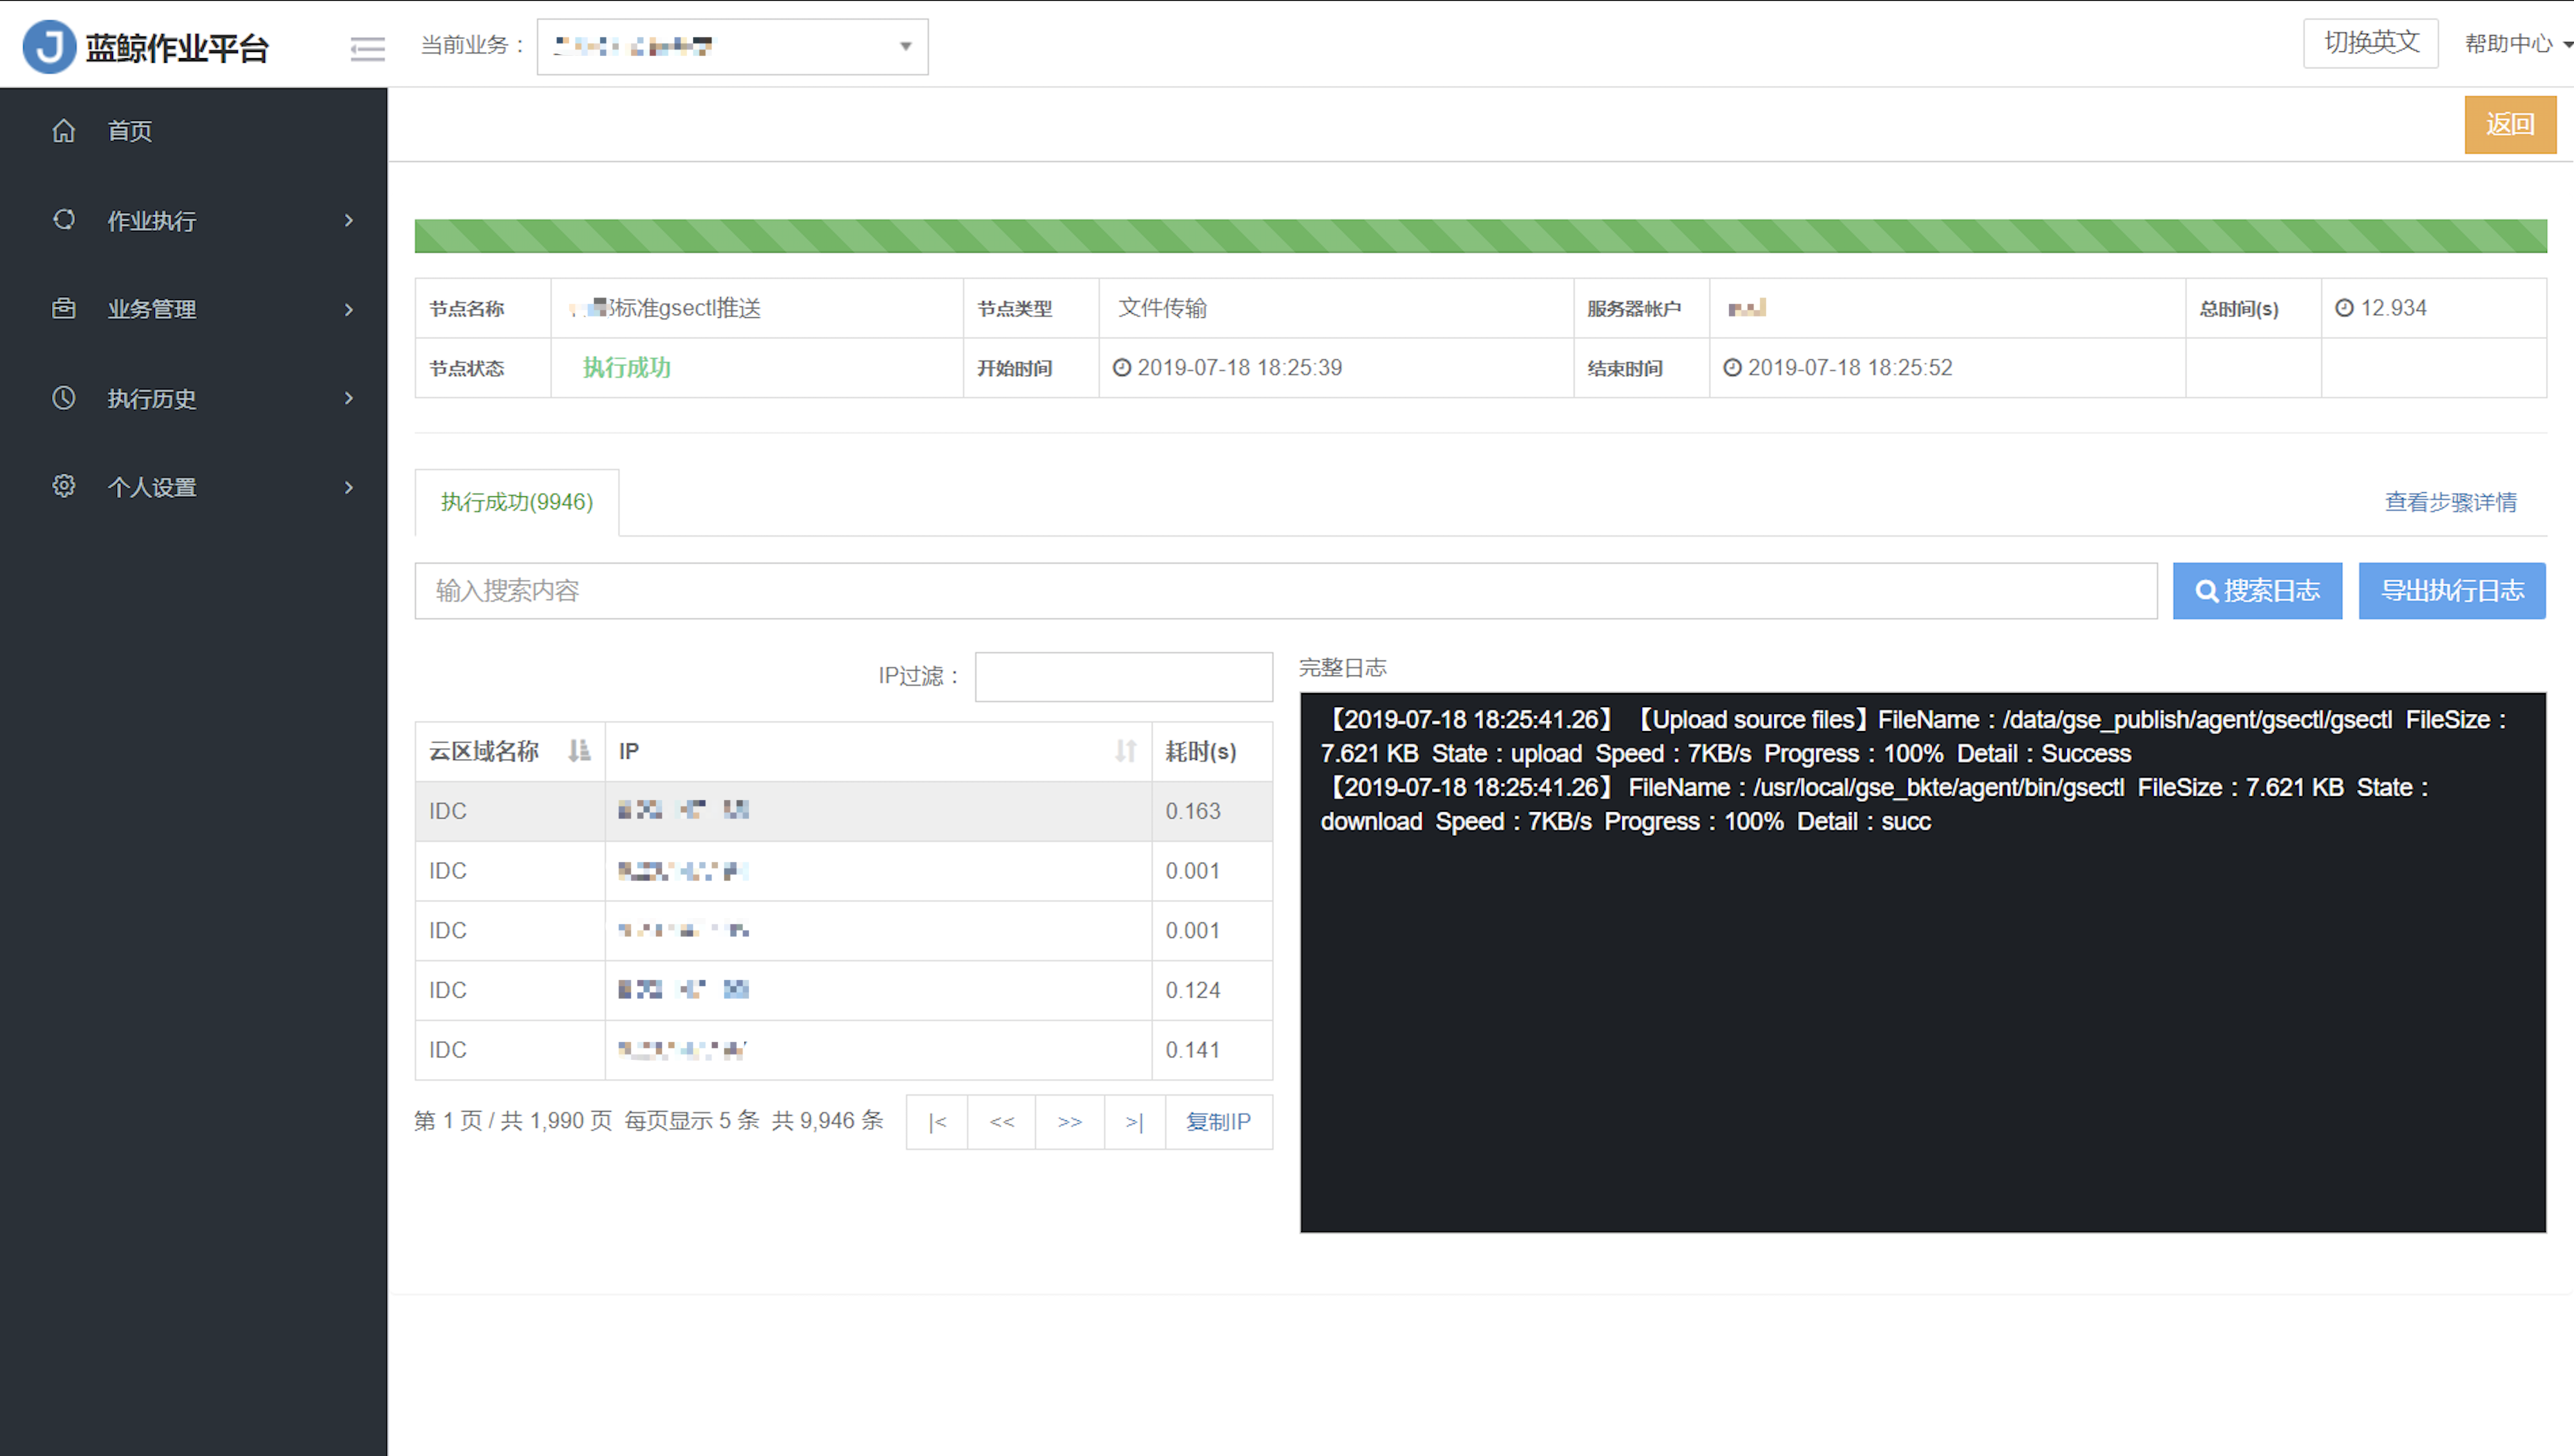 蓝鲸作业平台
当前业务：
切换英文
帮助中心
首页
作业执行
业务管理
执行历史
个人设置
返回
节点名称 标准gsectl推送 节点类型 文件传输 服务器帐户 总时间(s) 12.934
节点状态 执行成功 开始时间 2019-07-18 18:25:39 结束时间 2019-07-18 18:25:52
执行成功(9946)
查看步骤详情
输入搜索内容
搜索日志
导出执行日志
IP过滤：
云区域名称 IP 耗时(s)
IDC 0.163
IDC 0.001
IDC 0.001
IDC 0.124
IDC 0.141
第 1 页 / 共 1,990 页 每页显示 5 条 共 9,946 条 |< << >> >| 复制IP
完整日志
【2019-07-18 18:25:41.26】 【Upload source files】FileName：/data/gse_publish/agent/gsectl/gsectl FileSize：
7.621 KB State：upload Speed：7KB/s Progress：100% Detail：Success
【2019-07-18 18:25:41.26】 FileName：/usr/local/gse_bkte/agent/bin/gsectl FileSize：7.621 KB State：
download Speed：7KB/s Progress：100% Detail：succ